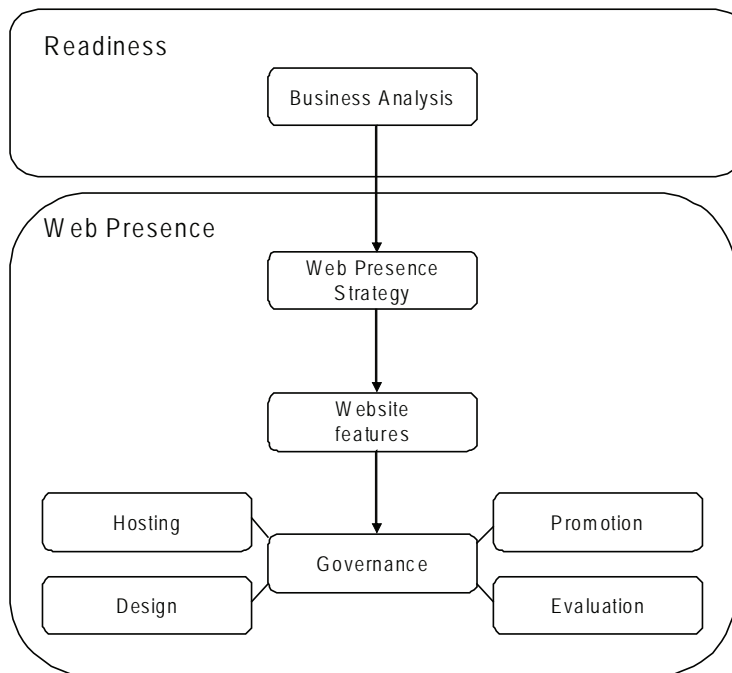 Readiness
Business Analysis
Web Presence
Web Presence
Strategy
Website
features
Hosting
Promotion
Governance
Design
Evaluation